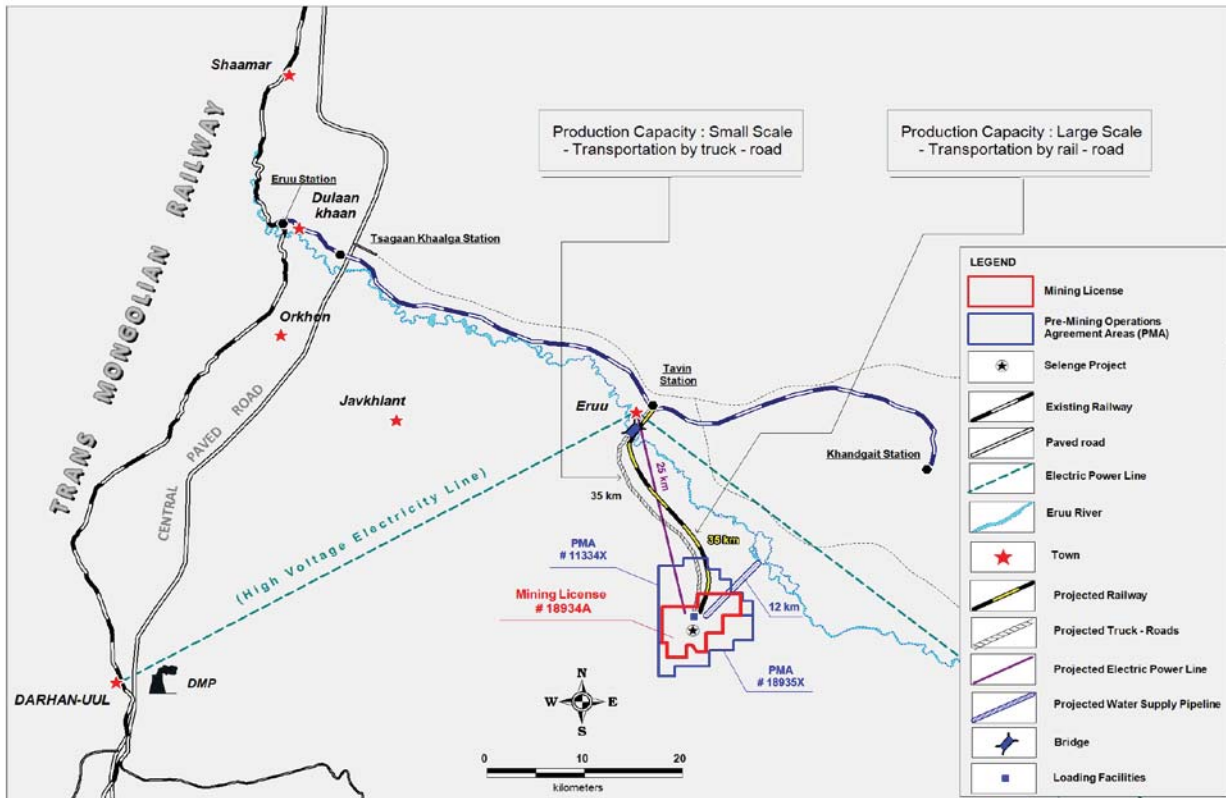 Shaamar
TRANS MONGOLIAN RAILWAY
Production Capacity : Small Scale
- Transportation by truck - road
Production Capacity : Large Scale
- Transportation by rail - road
Eruu Station
Dulaan
khaan
Tsagaan Khaalga Station
Orkhon
CENTRAL PAVED ROAD
Javkhlant
Tavin
Station
Eruu
Khandgait Station
25 km
35 km
35 km
(High Voltage Electricity Line)
PMA
# 11334X
Mining License
# 18934A
12 km
PMA
# 18935X
DMP
DARHAN-UUL
N
W
E
S
0
10
20
kilometers
LEGEND
Mining License
Pre-Mining Operations
Agreement Areas (PMA)
Selenge Project
Existing Railway
Paved road
Electric Power Line
Eruu River
Town
Projected Railway
Projected Truck - Roads
Projected Electric Power Line
Projected Water Supply Pipeline
Bridge
Loading Facilities